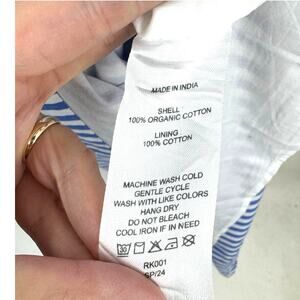 MADE IN INDIA
SHELL
100% ORGANIC COTTON
LINING
100% COTTON
MACHINE WASH COLD
GENTLE CYCLE
WASH WITH LIKE COLORS
HANG DRY
DO NOT BLEACH
COOL IRON IF IN NEED
RK001
SP/24